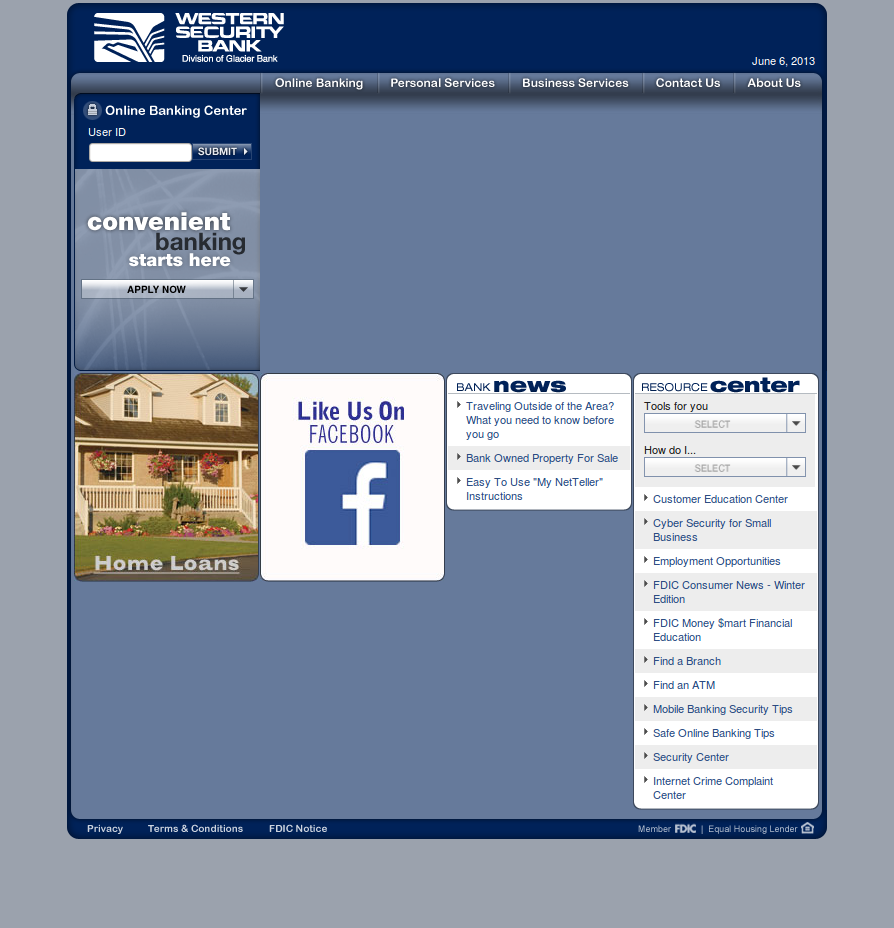 WESTERN
SECURITY
BANK
Division of Glacier Bank
June 6, 2013
Online Banking
Personal Services
Business Services
Contact Us
About Us
Online Banking Center
User ID
SUBMIT
convenient
banking
starts here
APPLY NOW
Home Loans
Like Us On
FACEBOOK
f
BANK news
Traveling Outside of the Area?
What you need to know before
you go
Bank Owned Property For Sale
Easy To Use "My NetTeller"
Instructions
RESOURCE center
Tools for you
SELECT
How do I...
SELECT
Customer Education Center
Cyber Security for Small
Business
Employment Opportunities
FDIC Consumer News - Winter
Edition
FDIC Money $mart Financial
Education
Find a Branch
Find an ATM
Mobile Banking Security Tips
Safe Online Banking Tips
Security Center
Internet Crime Complaint
Center
Privacy
Terms & Conditions
FDIC Notice
Member FDIC | Equal Housing Lender